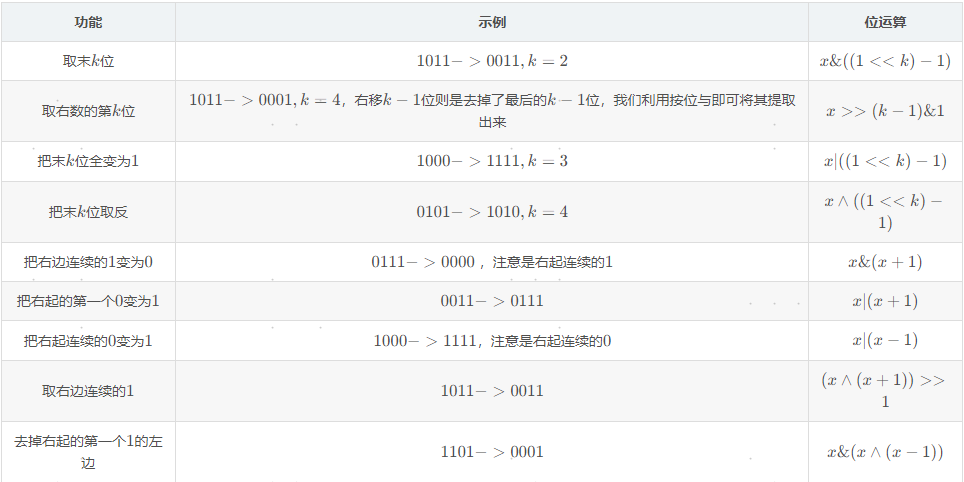 功能 示例 位运算
取末k位 1011−>0011,k=2 x&((1<<k)−1)
取右数的第k位 1011−>0001,k=4，右移k−1位则是去掉了最后的k−1位，我们利用按位与即可将其提取
出来 x>>(k−1)&1
把末k位全变为1 1000−>1111,k=3 x|((1<<k)−1)
把末k位取反 0101−>1010,k=4 x∧((1<<k)−
1)
把右边连续的1变为0 0111−>0000，注意是右起连续的1 x&(x+1)
把右起的第一个0变为1 0011−>0111 x|(x+1)
把右起连续的0变为1 1000−>1111，注意是右起连续的0 x|(x−1)
取右边连续的1 1011−>0011 (x∧(x+1))>>
1
去掉右起的第一个1的左
边 1101−>0001 x&(x∧(x−1))